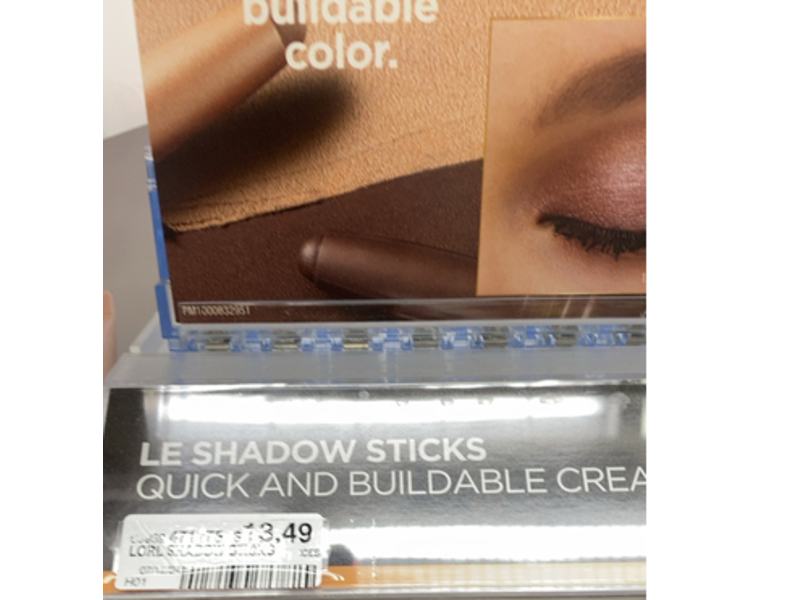 buildable
color.
PM1000832951
LE SHADOW STICKS
QUICK AND BUILDABLE CREA
$13.49
LORL SHADOW STICKS
H01